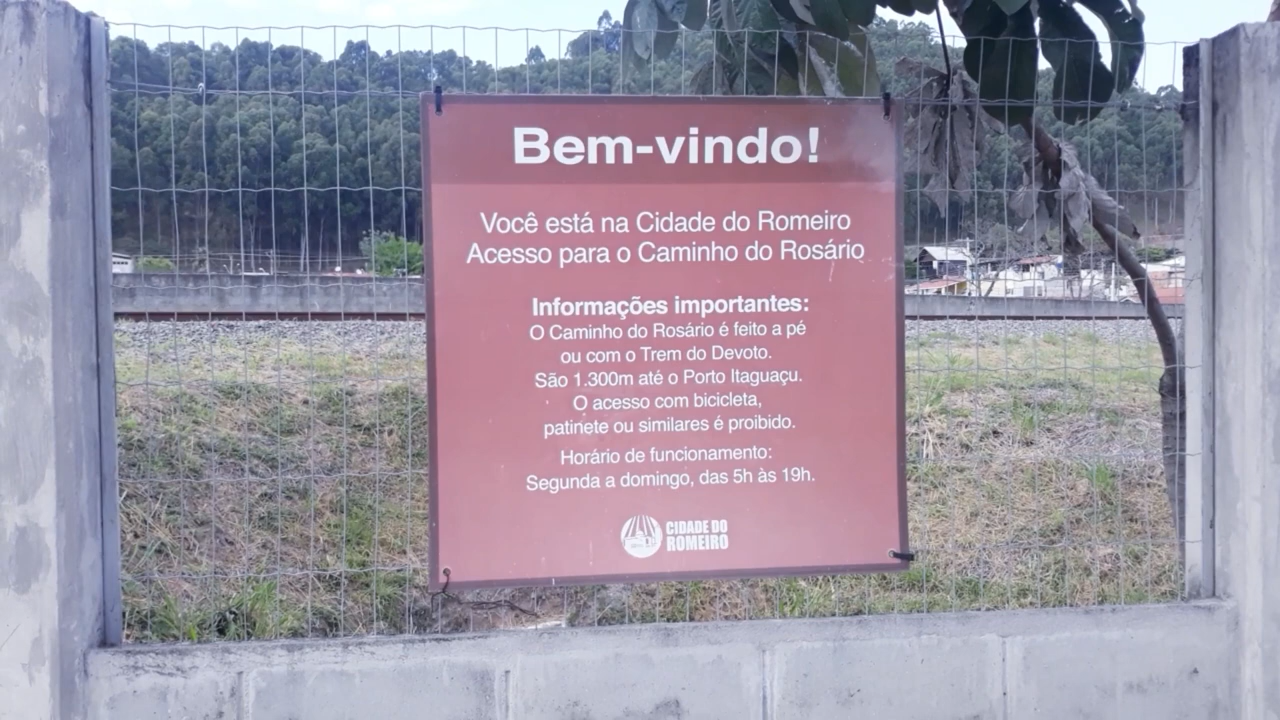 Bem-vindo!
Você está na Cidade do Romeiro
Acesso para o Caminho do Rosário
Informações importantes:
O Caminho do Rosário é feito a pé
ou com o Trem do Devoto.
São 1.300m até o Porto Itaguaçu.
O acesso com bicicleta,
patinete ou similares é proibido.
Horário de funcionamento:
Segunda a domingo, das 5h às 19h.
CIDADE DO
ROMEIRO